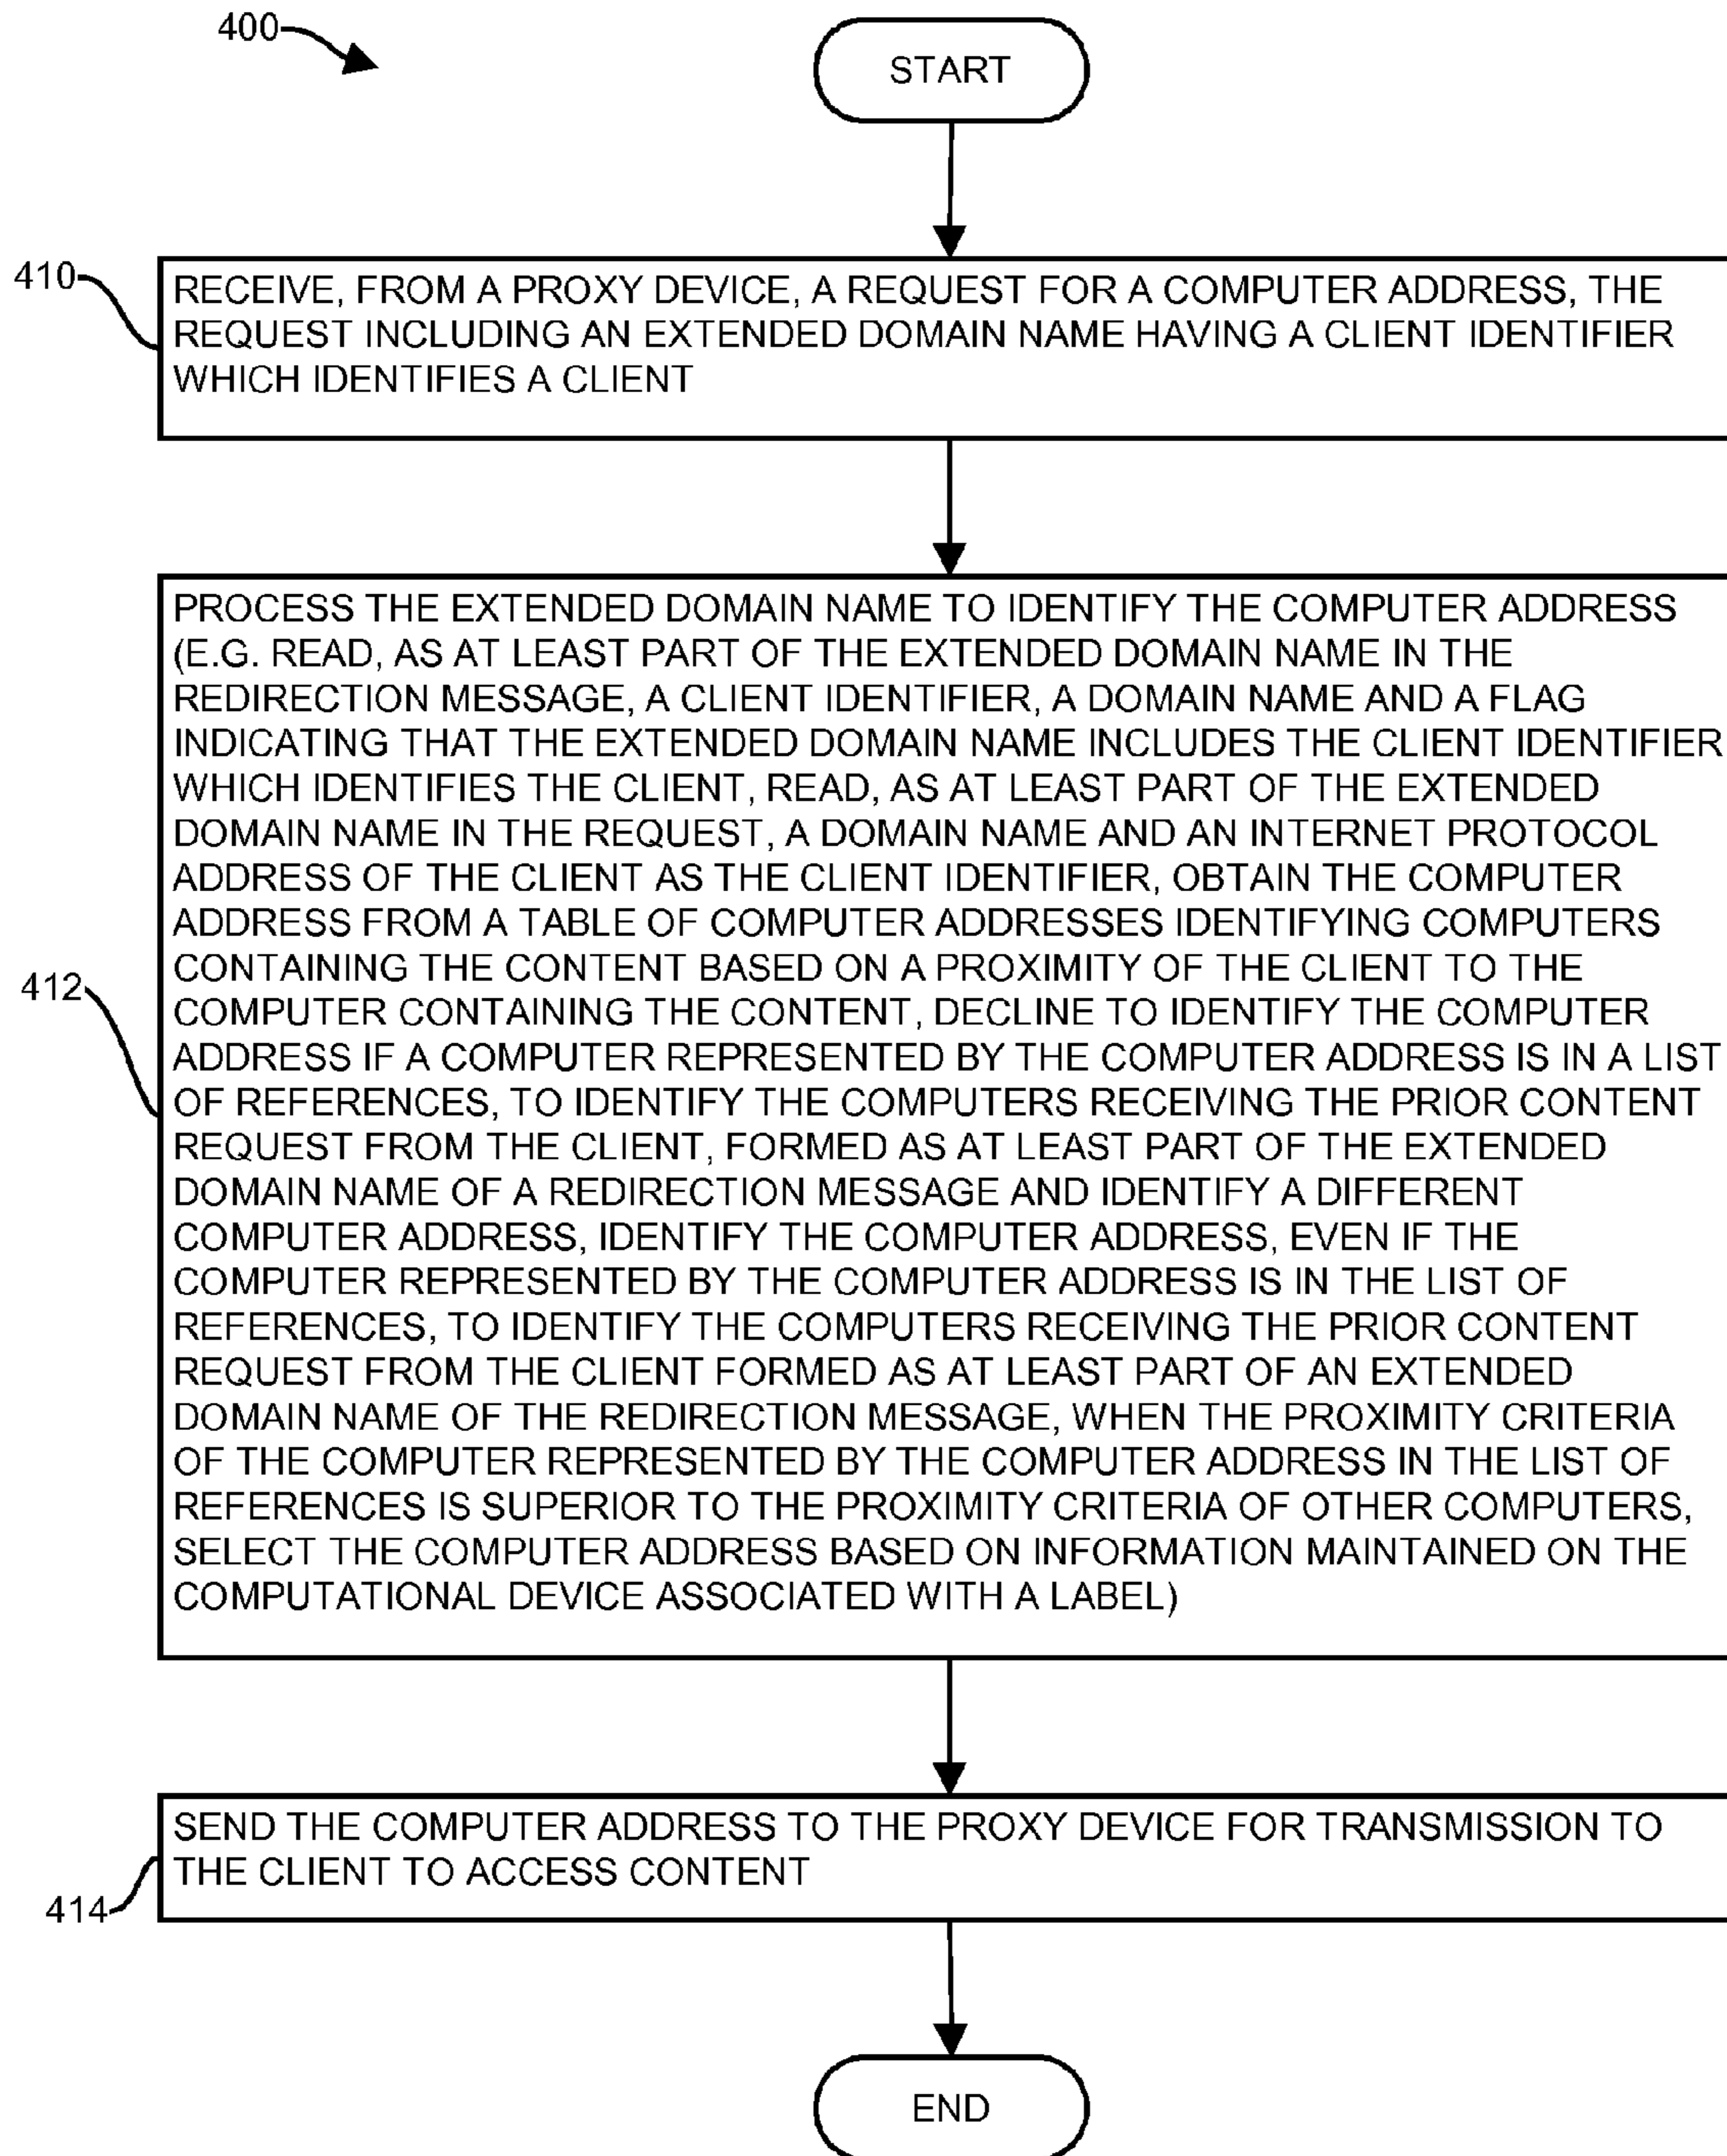 400
START
410
RECEIVE, FROM A PROXY DEVICE, A REQUEST FOR A COMPUTER ADDRESS, THE
REQUEST INCLUDING AN EXTENDED DOMAIN NAME HAVING A CLIENT IDENTIFIER
WHICH IDENTIFIES A CLIENT
PROCESS THE EXTENDED DOMAIN NAME TO IDENTIFY THE COMPUTER ADDRESS
(E.G. READ, AS AT LEAST PART OF THE EXTENDED DOMAIN NAME IN THE
REDIRECTION MESSAGE, A CLIENT IDENTIFIER, A DOMAIN NAME AND A FLAG
INDICATING THAT THE EXTENDED DOMAIN NAME INCLUDES THE CLIENT IDENTIFIER
WHICH IDENTIFIES THE CLIENT, READ, AS AT LEAST PART OF THE EXTENDED
DOMAIN NAME IN THE REQUEST, A DOMAIN NAME AND AN INTERNET PROTOCOL
ADDRESS OF THE CLIENT AS THE CLIENT IDENTIFIER, OBTAIN THE COMPUTER
ADDRESS FROM A TABLE OF COMPUTER ADDRESSES IDENTIFYING COMPUTERS
CONTAINING THE CONTENT BASED ON A PROXIMITY OF THE CLIENT TO THE
412
COMPUTER CONTAINING THE CONTENT, DECLINE TO IDENTIFY THE COMPUTER
ADDRESS IF A COMPUTER REPRESENTED BY THE COMPUTER ADDRESS IS IN A LIST
OF REFERENCES, TO IDENTIFY THE COMPUTERS RECEIVING THE PRIOR CONTENT
REQUEST FROM THE CLIENT, FORMED AS AT LEAST PART OF THE EXTENDED
DOMAIN NAME OF A REDIRECTION MESSAGE AND IDENTIFY A DIFFERENT
COMPUTER ADDRESS, IDENTIFY THE COMPUTER ADDRESS, EVEN IF THE
COMPUTER REPRESENTED BY THE COMPUTER ADDRESS IS IN THE LIST OF
REFERENCES, TO IDENTIFY THE COMPUTERS RECEIVING THE PRIOR CONTENT
REQUEST FROM THE CLIENT FORMED AS AT LEAST PART OF AN EXTENDED
DOMAIN NAME OF THE REDIRECTION MESSAGE, WHEN THE PROXIMITY CRITERIA
OF THE COMPUTER REPRESENTED BY THE COMPUTER ADDRESS IN THE LIST OF
REFERENCES IS SUPERIOR TO THE PROXIMITY CRITERIA OF OTHER COMPUTERS,
SELECT THE COMPUTER ADDRESS BASED ON INFORMATION MAINTAINED ON THE
COMPUTATIONAL DEVICE ASSOCIATED WITH A LABEL)
SEND THE COMPUTER ADDRESS TO THE PROXY DEVICE FOR TRANSMISSION TO
THE CLIENT TO ACCESS CONTENT
414
END